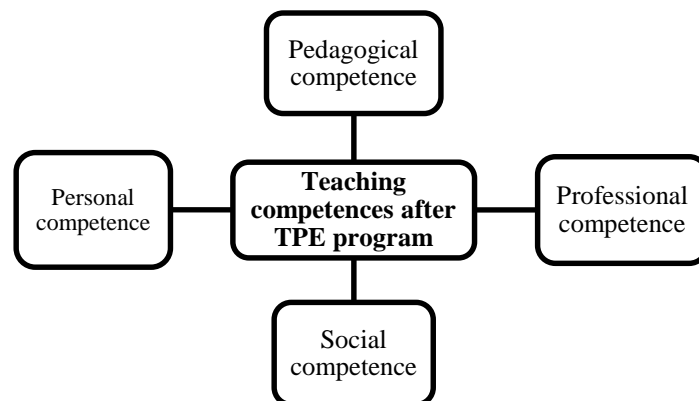 Pedagogical
competence
Personal
competence
Teaching
competences after
TPE program
Professional
competence
Social
competence